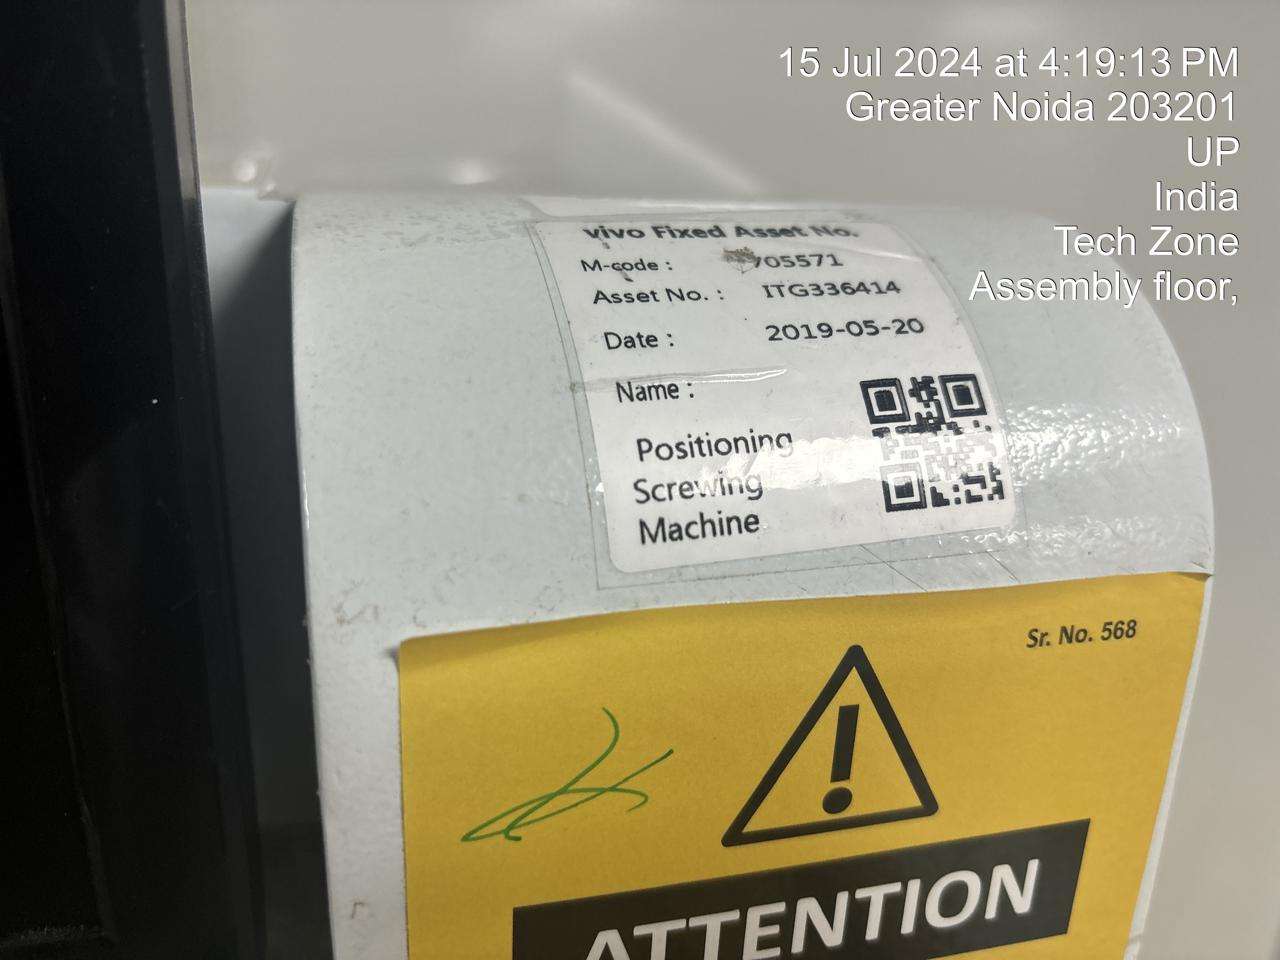 15 Jul 2024 at 4:19:13 PM
Greater Noida 203201
UP
India
Tech Zone
Assembly floor,
vivo Fixed Asset No.
M-code :
Asset No. : ITG336414
Date : 2019-05-20
Name :
Positioning
Screwing
Machine
Sr. No. 568
ATTENTION